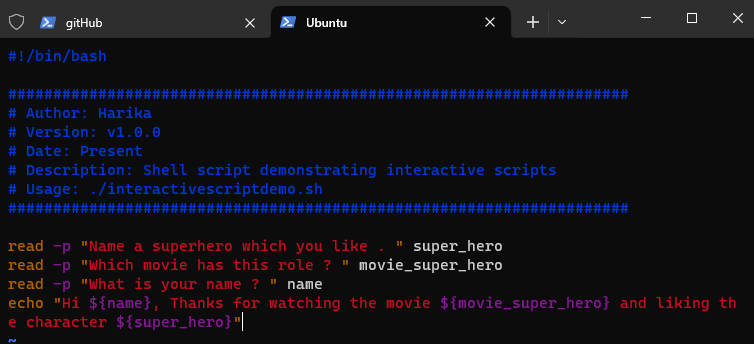 gitHub
Ubuntu
#!/bin/bash
#####################################################################
# Author: Harika
# Version: v1.0.0
# Date: Present
# Description: Shell script demonstrating interactive scripts
# Usage: ./interactivescriptdemo.sh
#####################################################################
read -p "Name a superhero which you like . " super_hero
read -p "Which movie has this role ? " movie_super_hero
read -p "What is your name ? " name
echo "Hi ${name}, Thanks for watching the movie ${movie_super_hero} and liking th
e character ${super_hero}"
~